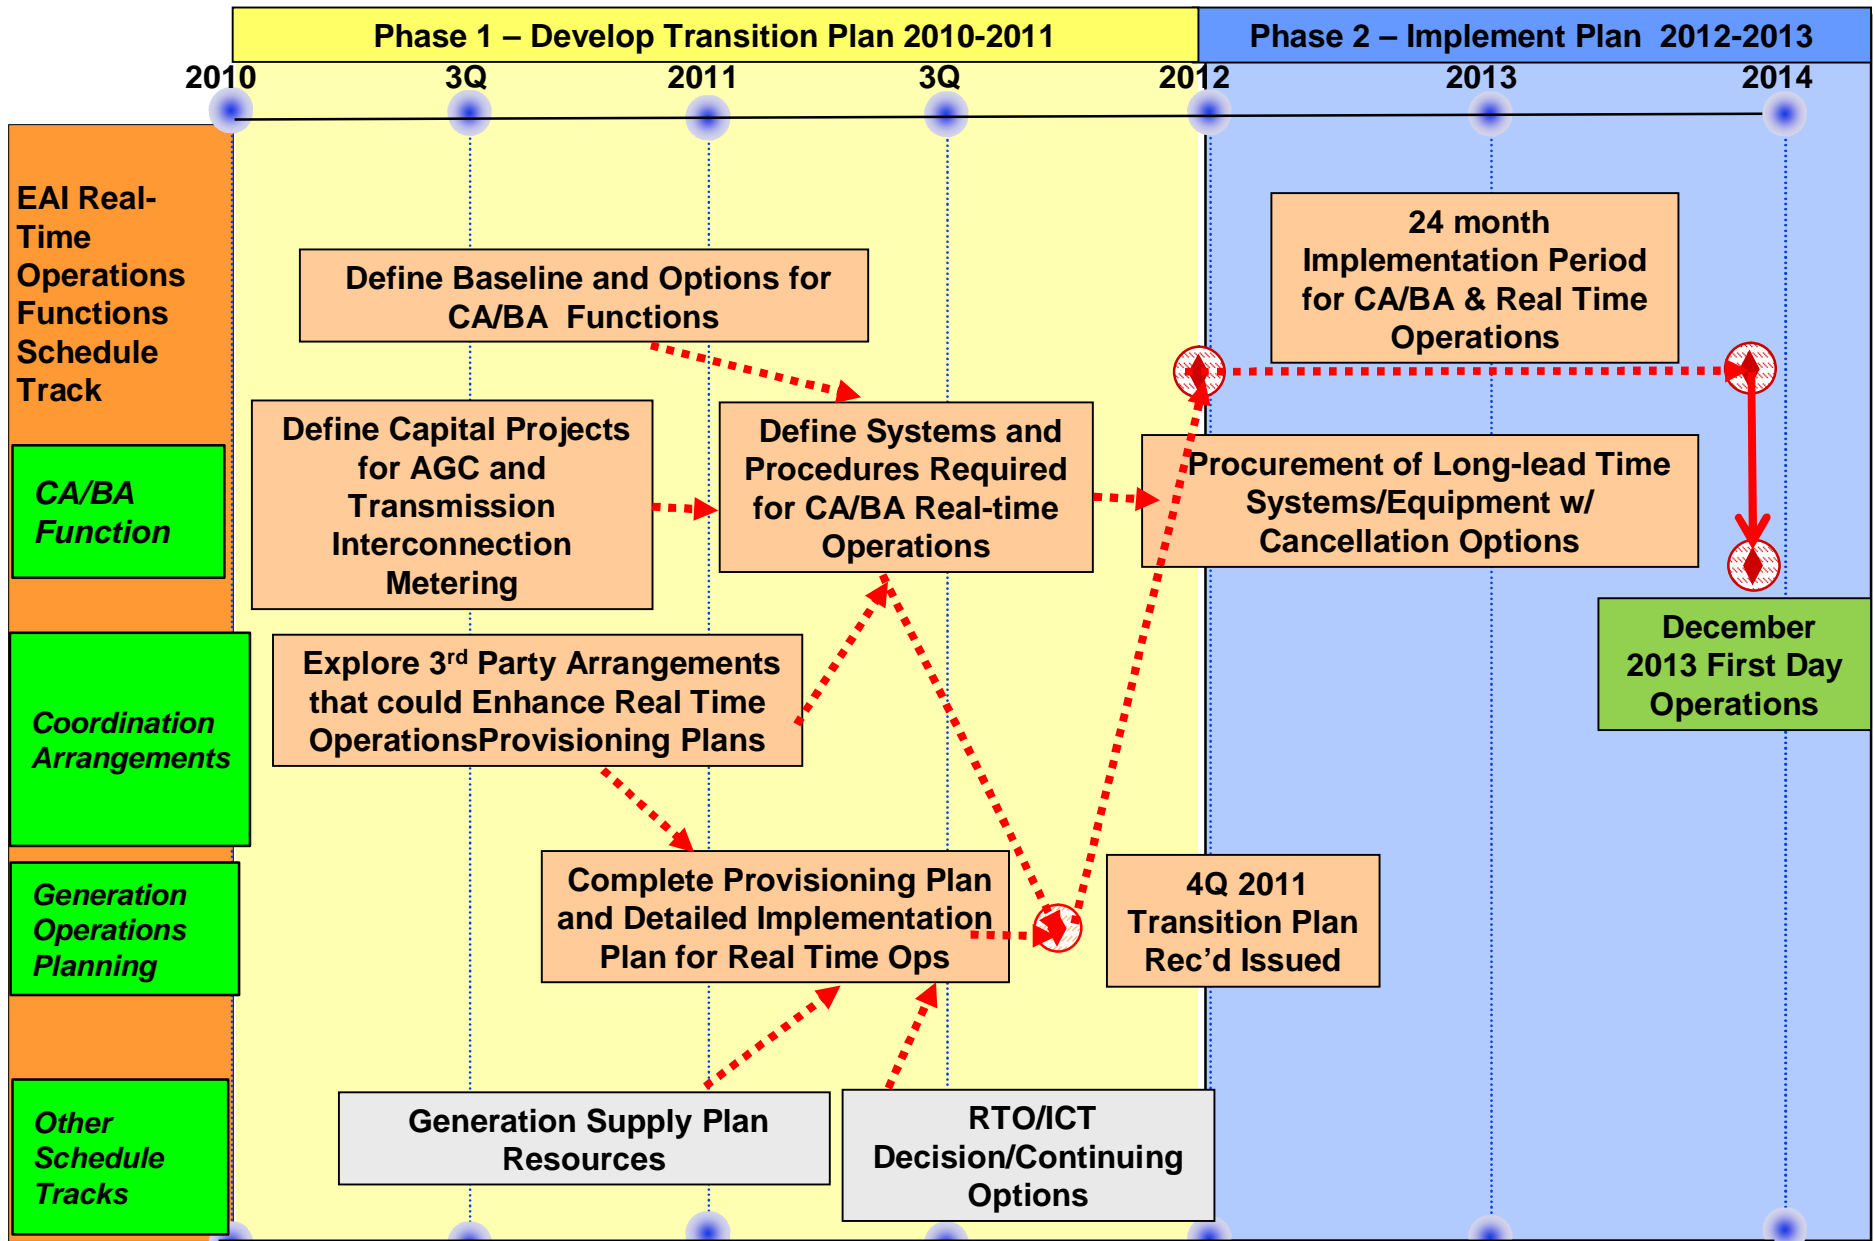 Phase 1 – Develop Transition Plan 2010-2011
Phase 2 – Implement Plan  2012-2013
2010
3Q
2011
3Q
2012
2013
2014
EAI Real-
Time
Operations
Functions
Schedule
Track
24 month
Implementation Period
for CA/BA & Real Time
Operations
Define Baseline and Options for
CA/BA  Functions
Define Capital Projects
for AGC and
Transmission
Interconnection
Metering
Define Systems and
Procedures Required
for CA/BA Real-time
Operations
Procurement of Long-lead Time
Systems/Equipment w/
Cancellation Options
CA/BA
Function
December
2013 First Day
Operations
Explore 3rd Party Arrangements
that could Enhance Real Time
OperationsProvisioning Plans
Coordination
Arrangements
Complete Provisioning Plan
and Detailed Implementation
Plan for Real Time Ops
4Q 2011
Transition Plan
Rec’d Issued
Generation
Operations
Planning
Generation Supply Plan
Resources
RTO/ICT
Decision/Continuing
Options
Other
Schedule
Tracks